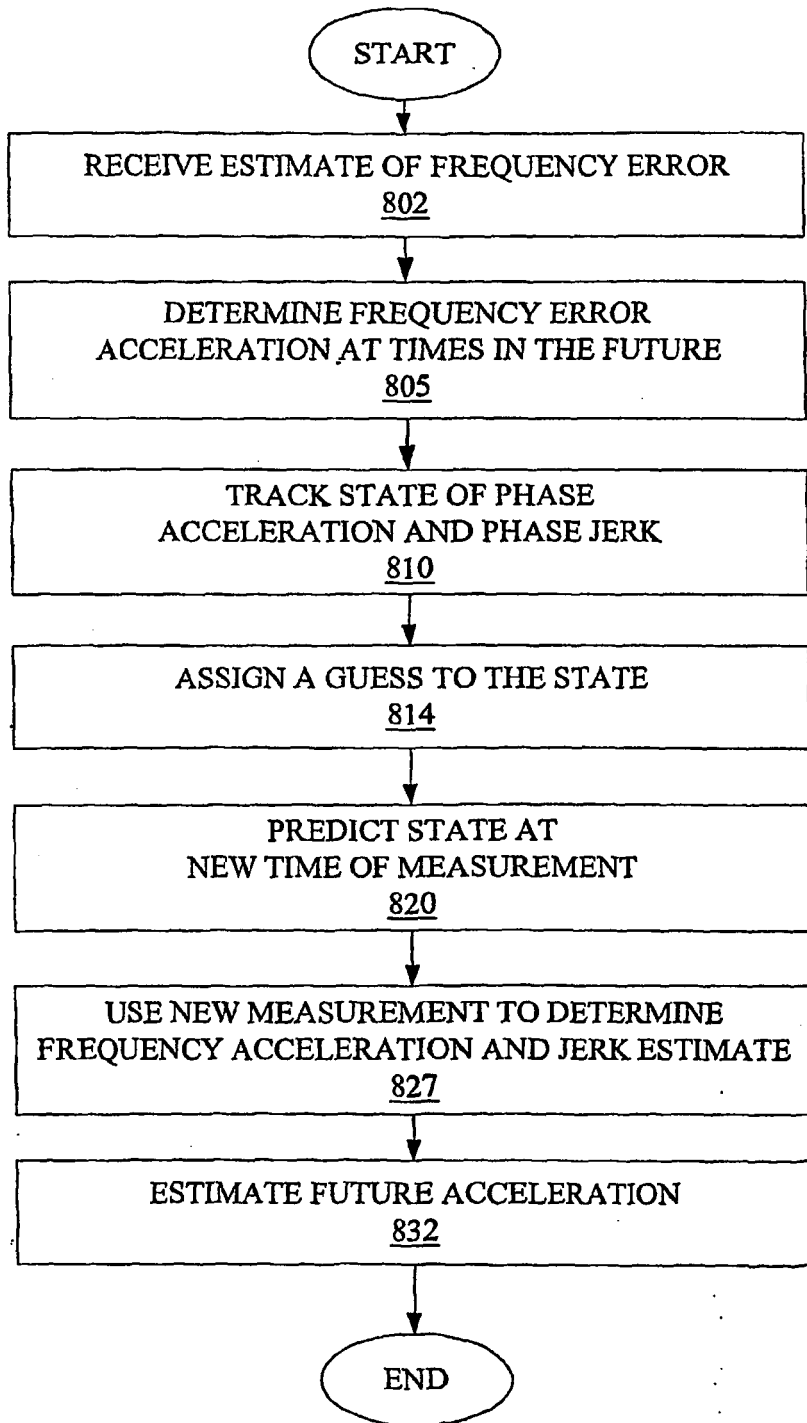 START
RECEIVE ESTIMATE OF FREQUENCY ERROR
802
DETERMINE FREQUENCY ERROR
ACCELERATION AT TIMES IN THE FUTURE
805
TRACK STATE OF PHASE
ACCELERATION AND PHASE JERK
810
ASSIGN A GUESS TO THE STATE
814
PREDICT STATE AT
NEW TIME OF MEASUREMENT
820
USE NEW MEASUREMENT TO DETERMINE
FREQUENCY ACCELERATION AND JERK ESTIMATE
827
ESTIMATE FUTURE ACCELERATION
832
END